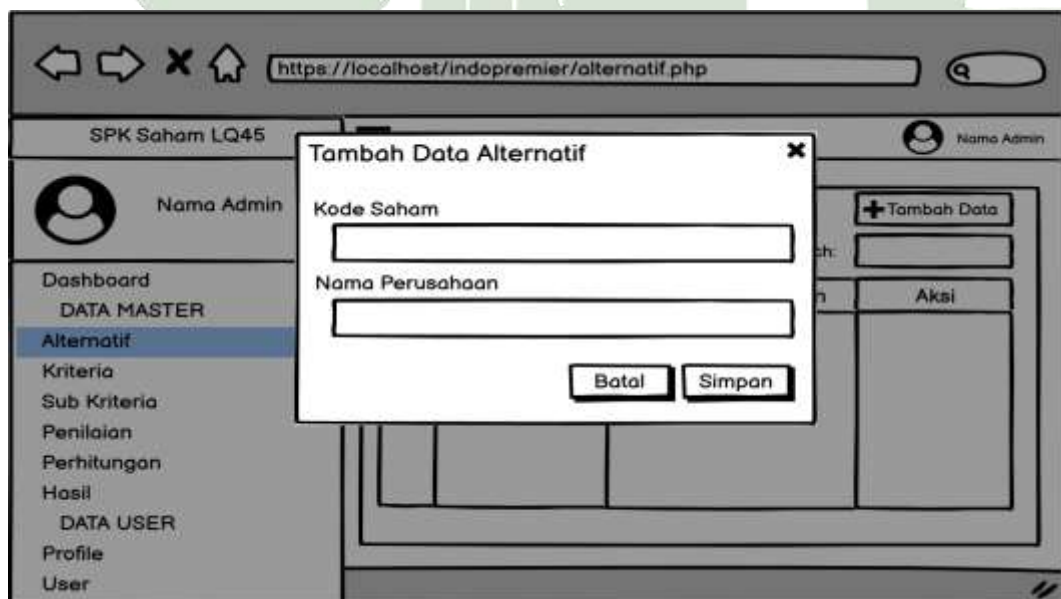 https://localhost/indopremier/alternatif.php
SPK Saham LQ45
Nama Admin
Nama Admin
Dashboard
DATA MASTER
Alternatif
Kriteria
Sub Kriteria
Penilaian
Perhitungan
Hasil
DATA USER
Profile
User
Tambah Data Alternatif
Kode Saham
Nama Perusahaan
Batal
Simpan
Tambah Data
ch:
n
Aksi